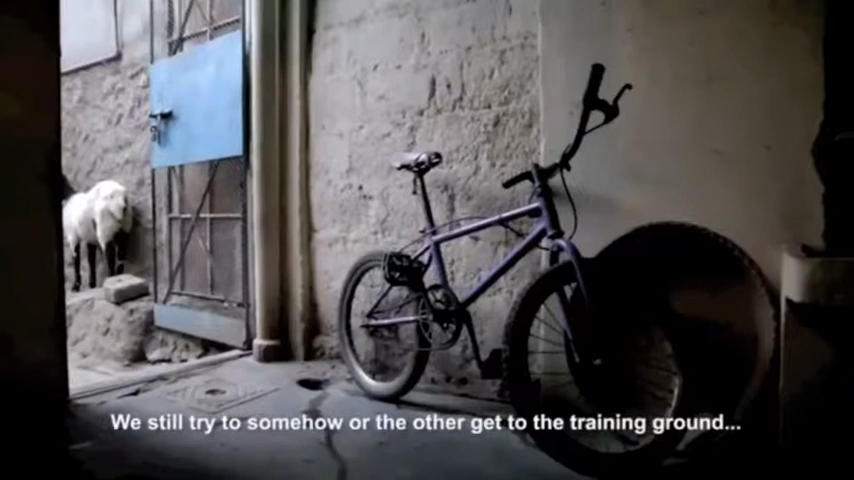 We still try to somehow or the other get to the training ground...